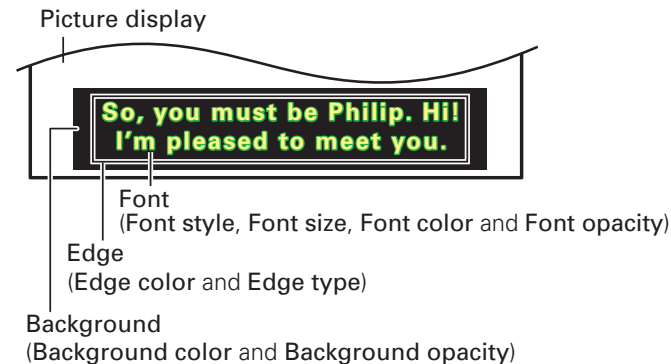 Picture display
So, you must be Philip. Hi!
I’m pleased to meet you.
Font
(Font style, Font size, Font color and Font opacity)
Edge
(Edge color and Edge type)
Background
(Background color and Background opacity)